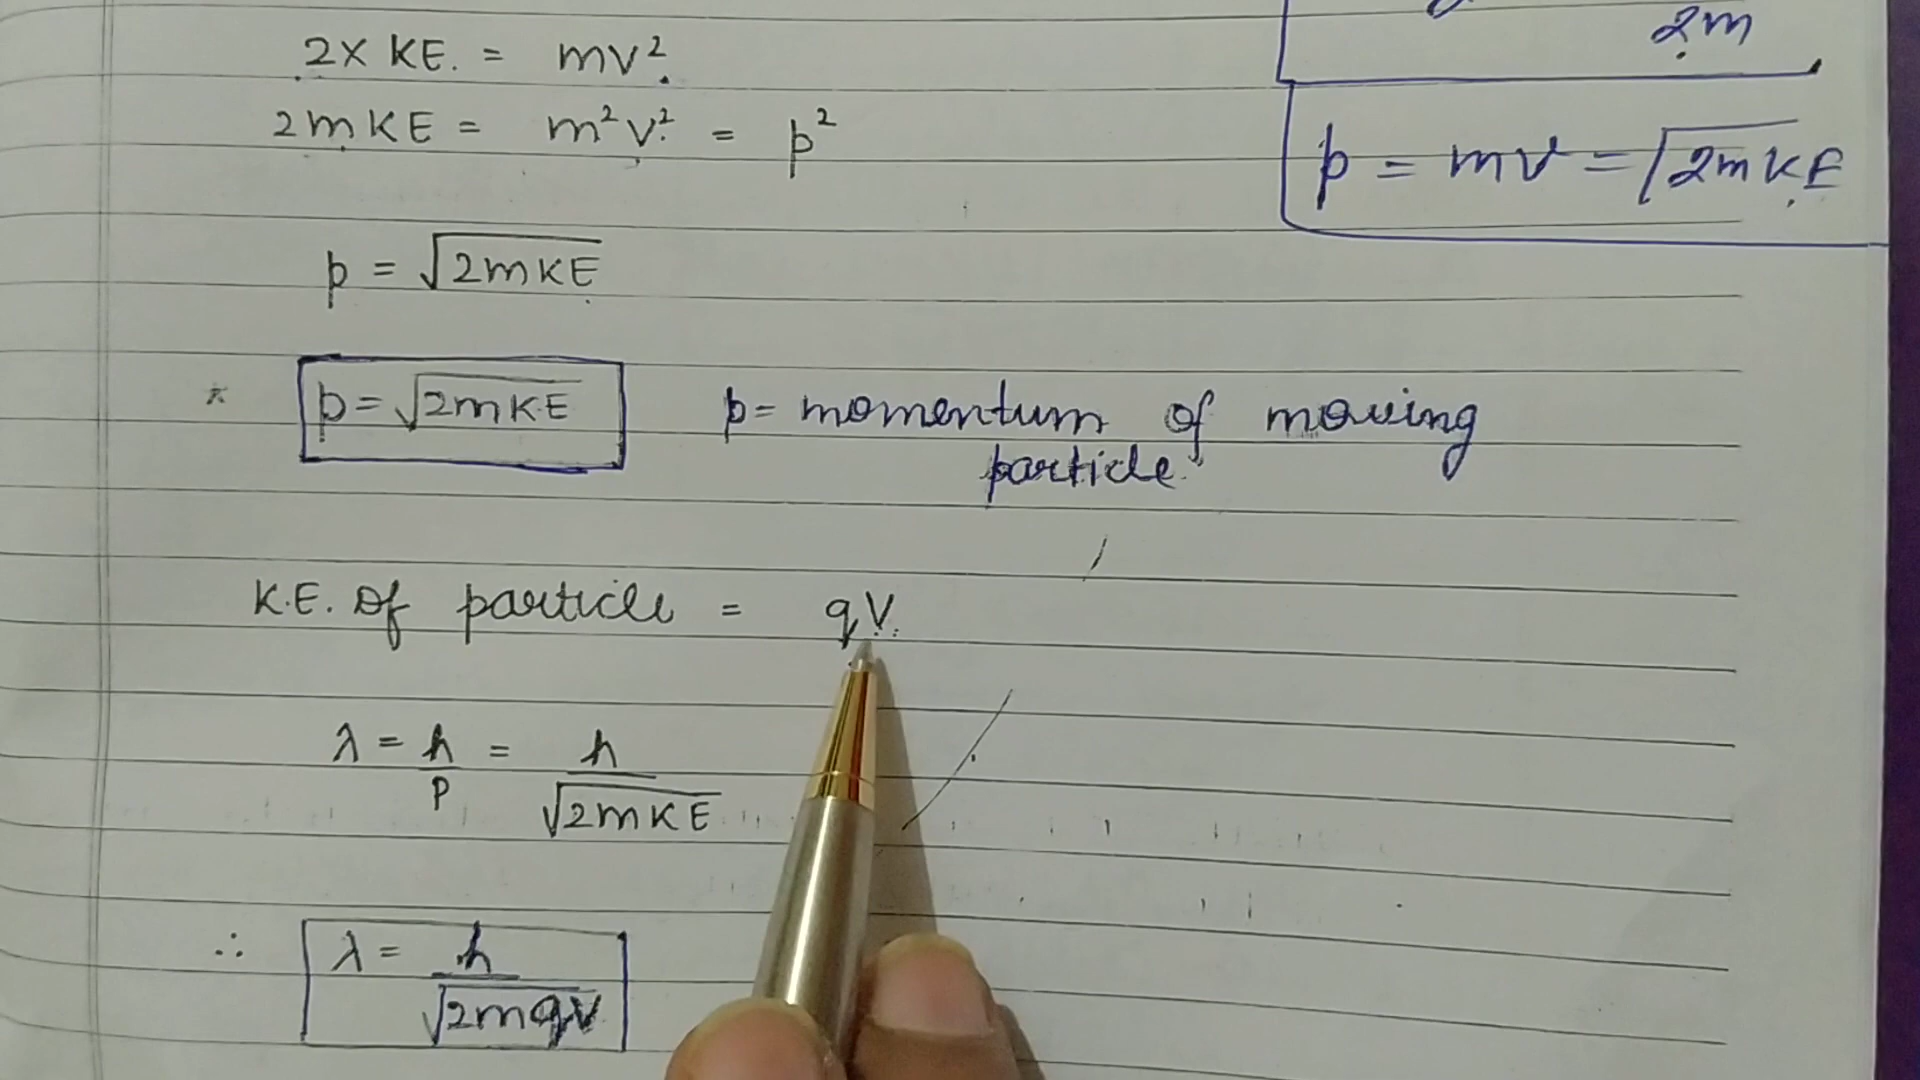 2m
2 × KE. = mv²
2mKE = m²v² = p²
p = mv = √2mKE
p = √2mKE
* p = √2mKE p = momentum of moving
particle.
K.E. of particle = qV.
λ = h/p = h/√2mKE
∴ λ = h/√2mqV